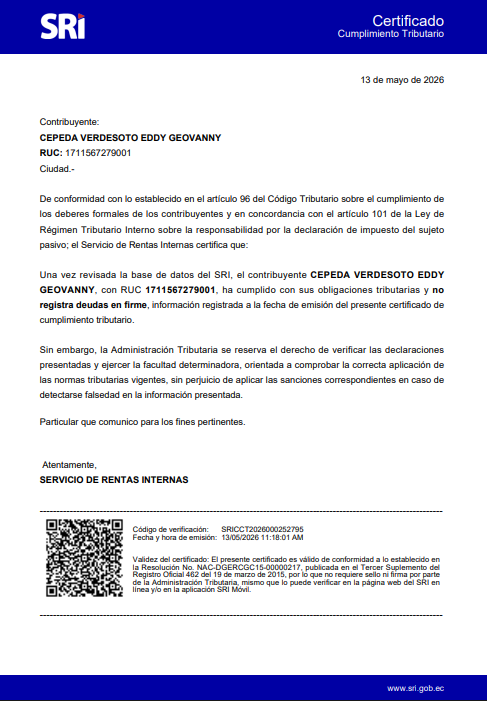 SRi
Certificado
Cumplimiento Tributario
13 de mayo de 2026
Contribuyente:
CEPEDA VERDESOTO EDDY GEOVANNY
RUC: 1711567279001
Ciudad.-
De conformidad con lo establecido en el artículo 96 del Código Tributario sobre el cumplimiento de
los deberes formales de los contribuyentes y en concordancia con el artículo 101 de la Ley de
Régimen Tributario Interno sobre la responsabilidad por la declaración de impuesto del sujeto
pasivo; el Servicio de Rentas Internas certifica que:
Una vez revisada la base de datos del SRI, el contribuyente CEPEDA VERDESOTO EDDY
GEOVANNY, con RUC 1711567279001, ha cumplido con sus obligaciones tributarias y no
registra deudas en firme, información registrada a la fecha de emisión del presente certificado de
cumplimiento tributario.
Sin embargo, la Administración Tributaria se reserva el derecho de verificar las declaraciones
presentadas y ejercer la facultad determinadora, orientada a comprobar la correcta aplicación de
las normas tributarias vigentes, sin perjuicio de aplicar las sanciones correspondientes en caso de
detectarse falsedad en la información presentada.
Particular que comunico para los fines pertinentes.
Atentamente,
SERVICIO DE RENTAS INTERNAS
Código de verificación: SRICCT2026000252795
Fecha y hora de emisión: 13/05/2026 11:18:01 AM
Validez del certificado: El presente certificado es válido de conformidad a lo establecido en
la Resolución No. NAC-DGERCGC15-00000217, publicada en el Tercer Suplemento del
Registro Oficial 462 del 19 de marzo de 2015, por lo que no requiere sello ni firma por parte
de la Administración Tributaria, mismo que lo puede verificar en la página web del SRI en
línea y/o en la aplicación SRI Móvil.
www.sri.gob.ec